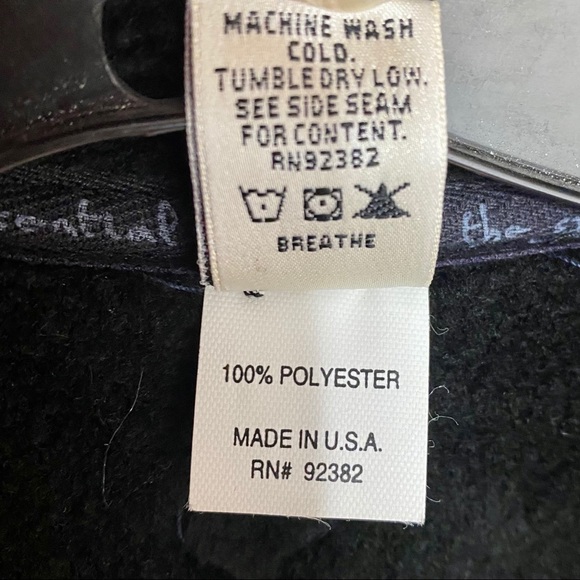 MACHINE WASH
COLD.
TUMBLE DRY LOW.
SEE SIDE SEAM
FOR CONTENT.
RN92382
BREATHE
the
100% POLYESTER
MADE IN U.S.A.
RN# 92382